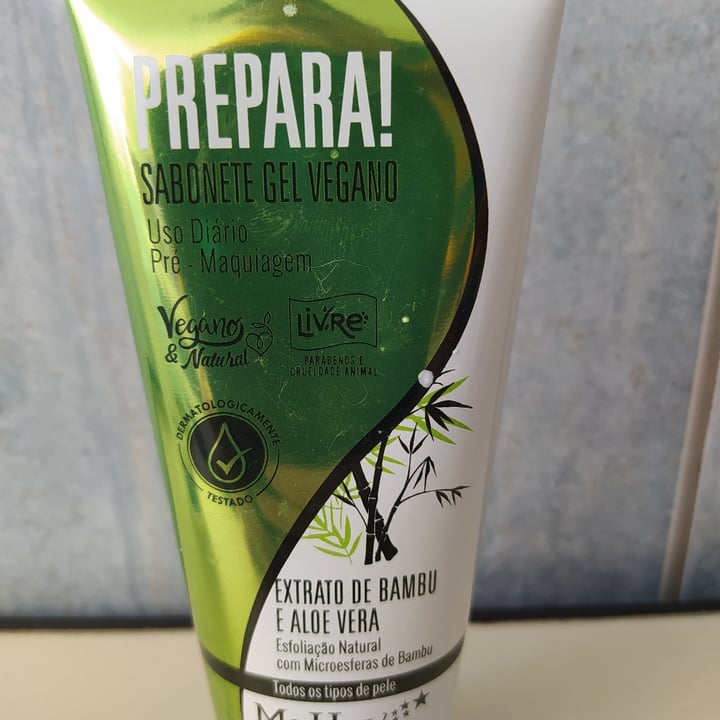 PREPARA!
SABONETE GEL VEGANO
Uso Diário
Pré - Maquiagem
Vegano
& Natural
LIVRe
PARABENOS E
CRUELDADE ANIMAL
DERMATOLOGICAMENTE
TESTADO
EXTRATO DE BAMBU
E ALOE VERA
Esfoliação Natural
com Microesferas de Bambu
Todos os tipos de pele